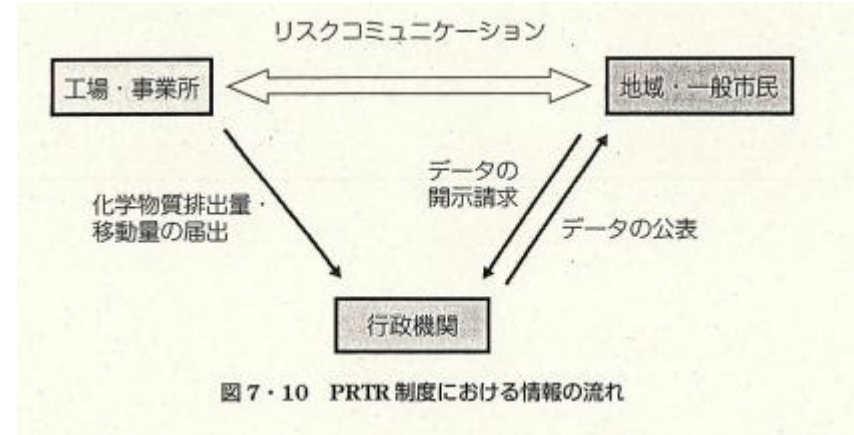 リスクコミュニケーション
工場・事業所
地域・一般市民
データの
開示請求
化学物質排出量・
移動量の届出
データの公表
行政機関
図7・10 PRTR制度における情報の流れ